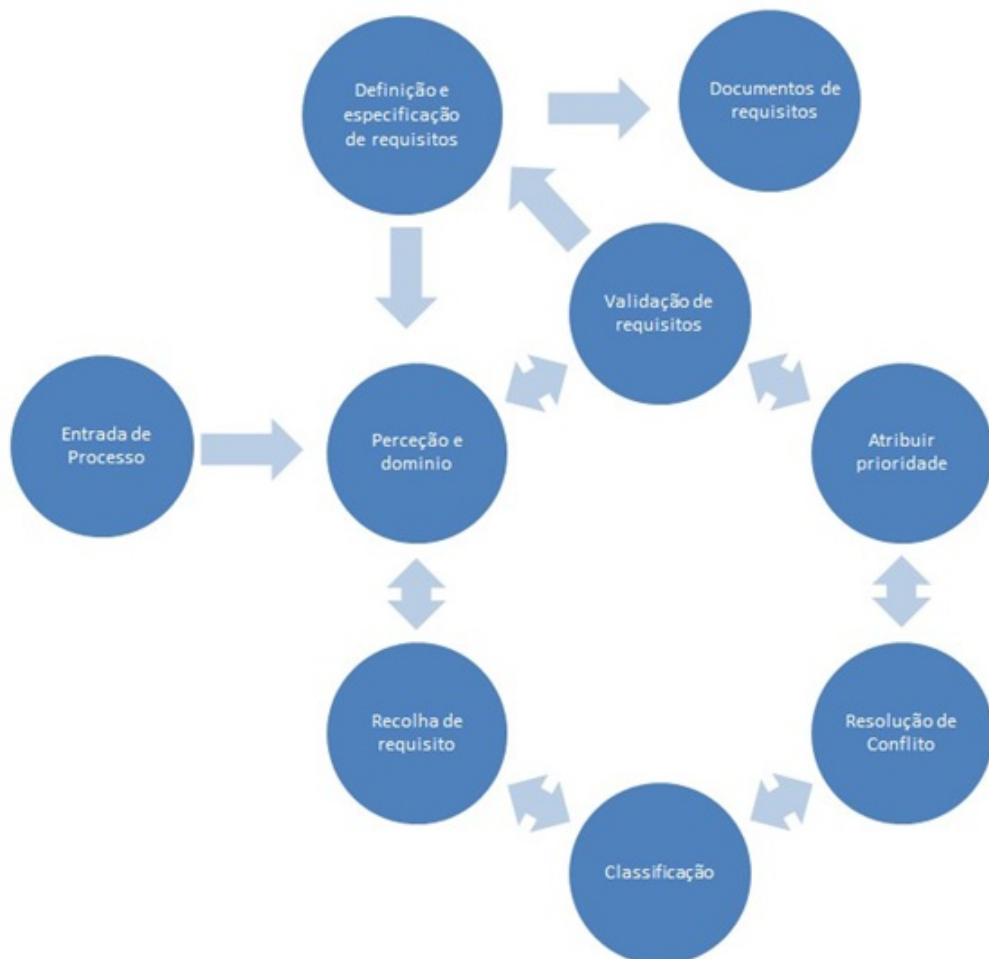 Definição e
especificação
de requisitos
Documentos de
requisitos
Validação de
requisitos
Entrada de
Processo
Perceção e
dominio
Atribuir
prioridade
Recolha de
requisito
Resolução de
Conflito
Classificação